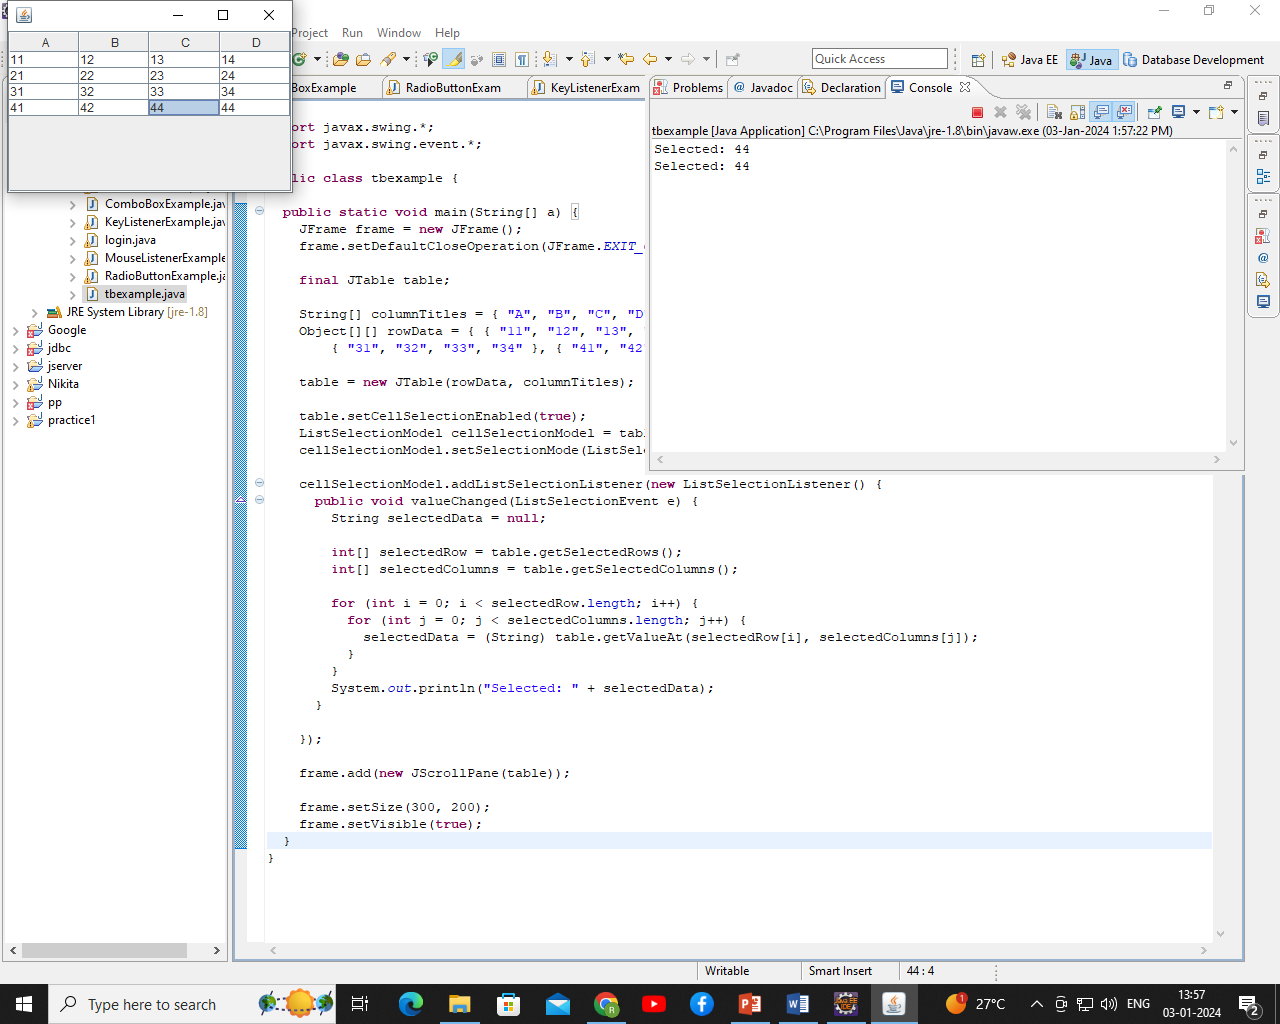 Project Run Window Help
A B C D
11 12 13 14
21 22 23 24
31 32 33 34
41 42 44 44
Quick Access
Java EE Java Database Development
BoxExample RadioButtonExam KeyListenerExam
Problems Javadoc Declaration Console
tbexample [Java Application] C:\Program Files\Java\jre-1.8\bin\javaw.exe (03-Jan-2024 1:57:22 PM)
Selected: 44
Selected: 44
ComboBoxExample.jav
KeyListenerExample.jav
login.java
MouseListenerExample
RadioButtonExample.ja
tbexample.java
JRE System Library [jre-1.8]
Google
jdbc
jserver
Nikita
pp
practice1
ort javax.swing.*;
ort javax.swing.event.*;
lic class tbexample {
public static void main(String[] a) {
JFrame frame = new JFrame();
frame.setDefaultCloseOperation(JFrame.EXIT_
final JTable table;
String[] columnTitles = { "A", "B", "C", "D"
Object[][] rowData = { { "11", "12", "13",
{ "31", "32", "33", "34" }, { "41", "42"
table = new JTable(rowData, columnTitles);
table.setCellSelectionEnabled(true);
ListSelectionModel cellSelectionModel = tab
cellSelectionModel.setSelectionMode(ListSel
cellSelectionModel.addListSelectionListener(new ListSelectionListener() {
public void valueChanged(ListSelectionEvent e) {
String selectedData = null;
int[] selectedRow = table.getSelectedRows();
int[] selectedColumns = table.getSelectedColumns();
for (int i = 0; i < selectedRow.length; i++) {
for (int j = 0; j < selectedColumns.length; j++) {
selectedData = (String) table.getValueAt(selectedRow[i], selectedColumns[j]);
}
}
System.out.println("Selected: " + selectedData);
}
});
frame.add(new JScrollPane(table));
frame.setSize(300, 200);
frame.setVisible(true);
}
}
Writable Smart Insert 44 : 4
Type here to search
27°C ENG 13:57
03-01-2024